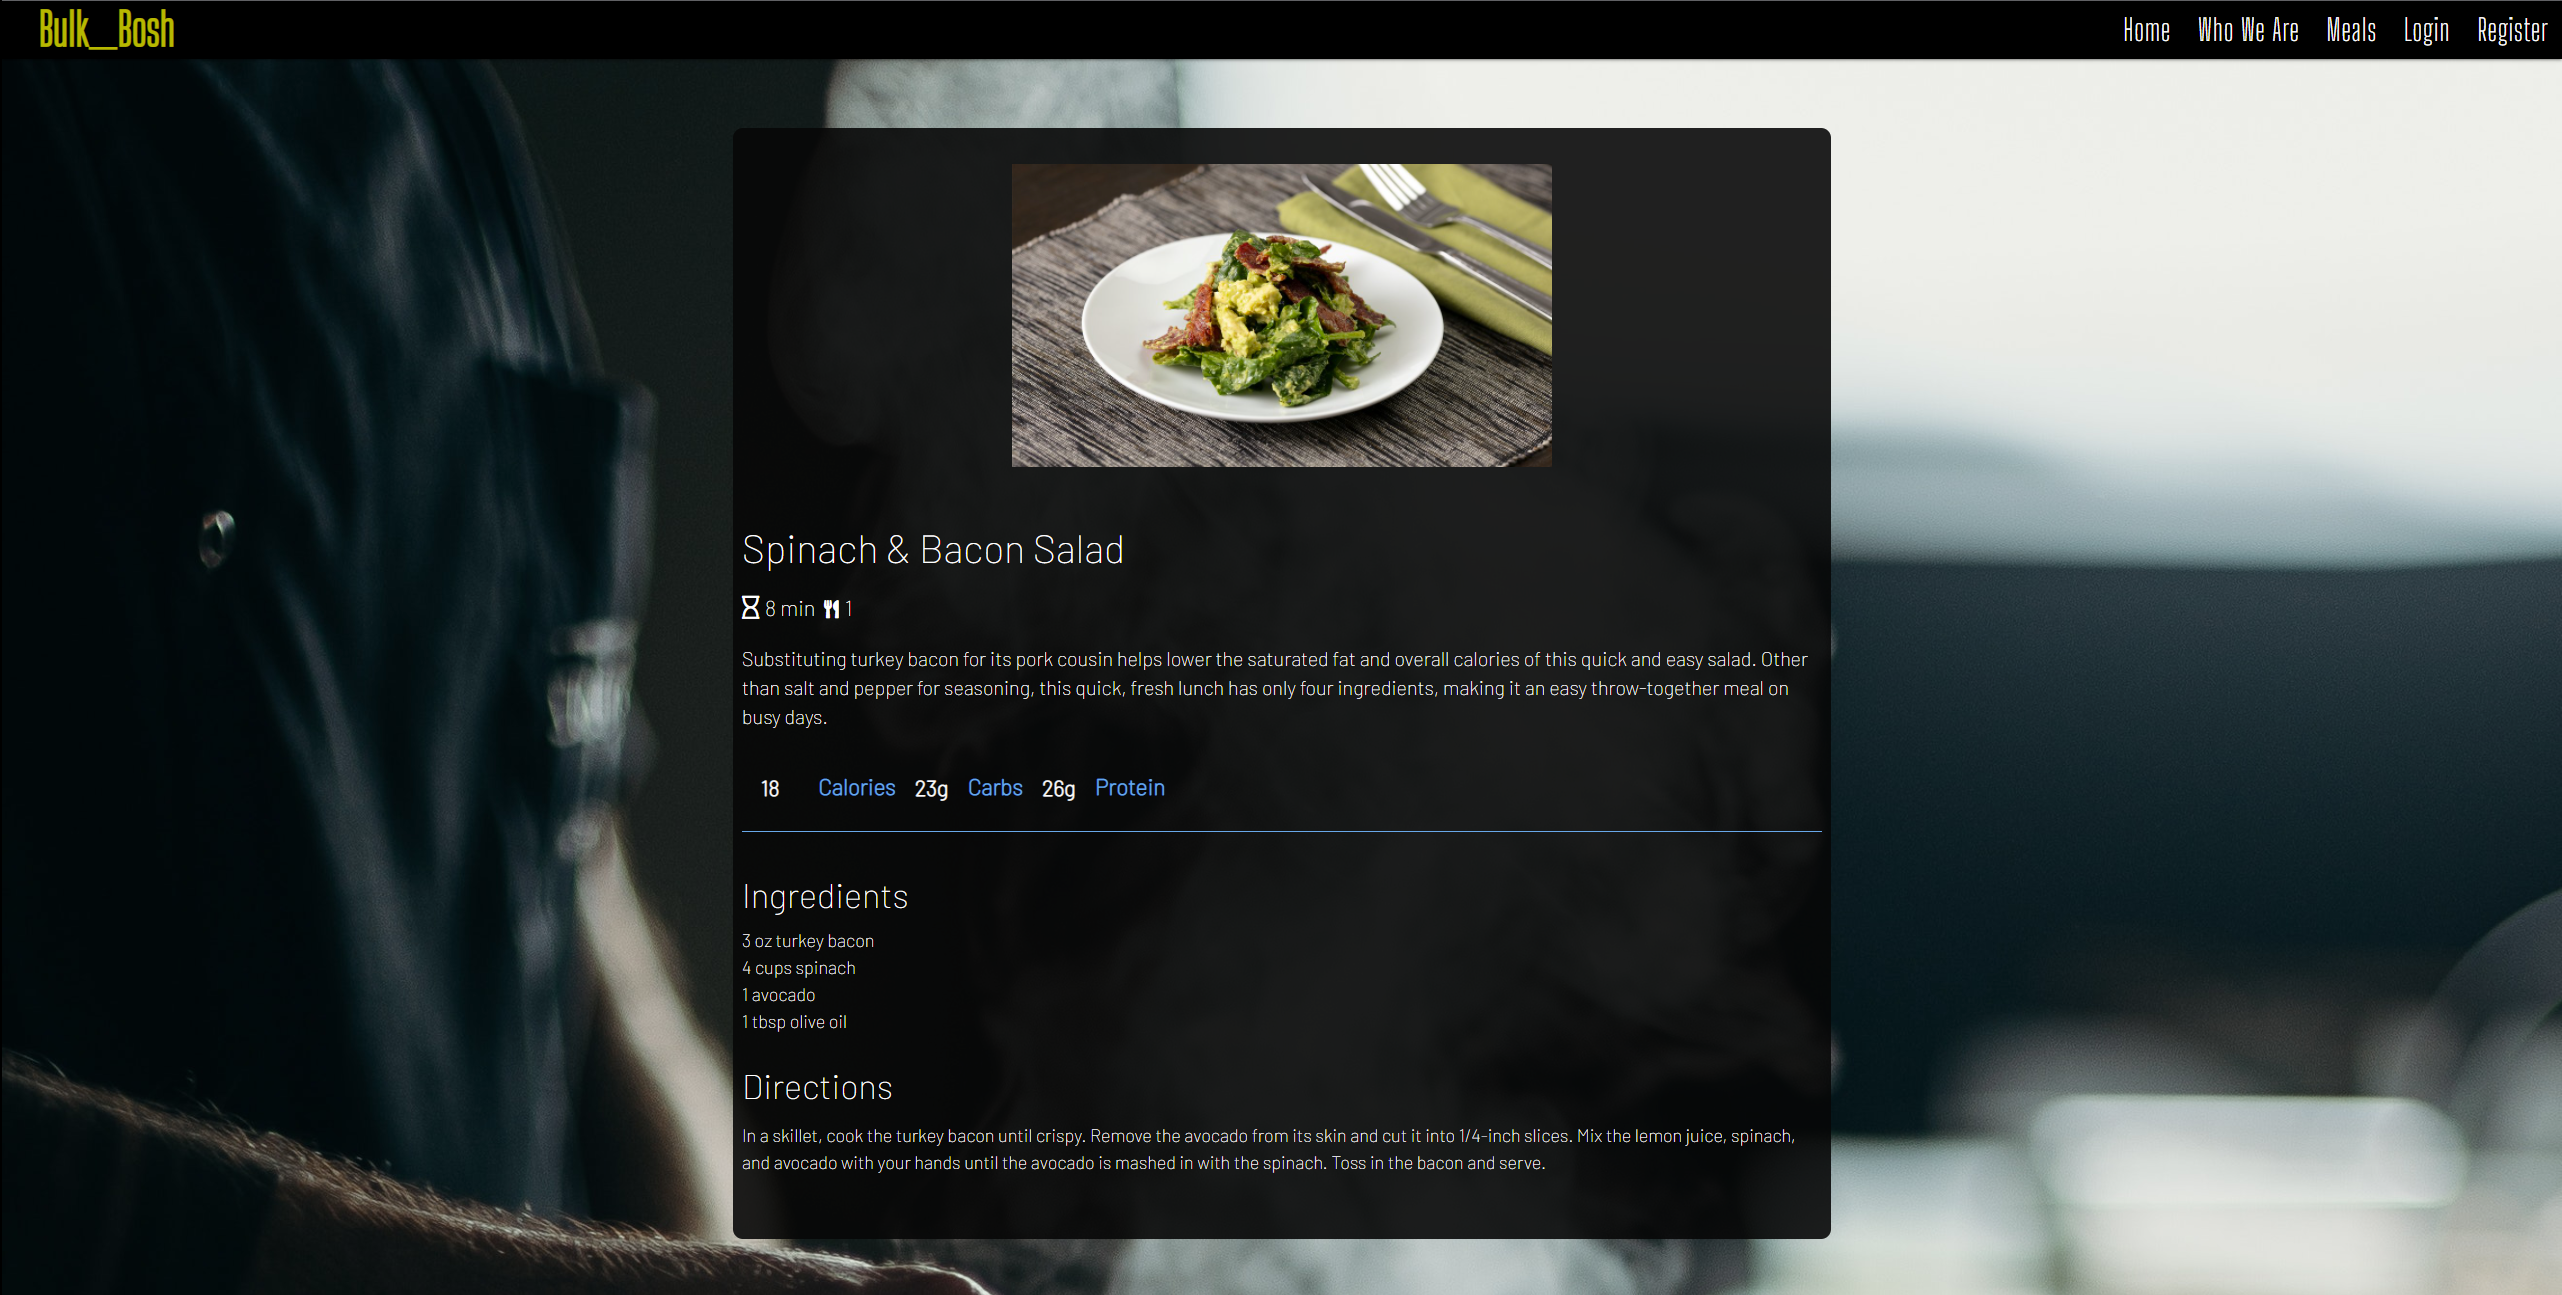 Bulk__Bosh
Home Who We Are Meals Login Register
Spinach & Bacon Salad
8 min 1
Substituting turkey bacon for its pork cousin helps lower the saturated fat and overall calories of this quick and easy salad. Other
than salt and pepper for seasoning, this quick, fresh lunch has only four ingredients, making it an easy throw-together meal on
busy days.
18 Calories 23g Carbs 26g Protein
Ingredients
3 oz turkey bacon
4 cups spinach
1 avocado
1 tbsp olive oil
Directions
In a skillet, cook the turkey bacon until crispy. Remove the avocado from its skin and cut it into 1/4-inch slices. Mix the lemon juice, spinach,
and avocado with your hands until the avocado is mashed in with the spinach. Toss in the bacon and serve.